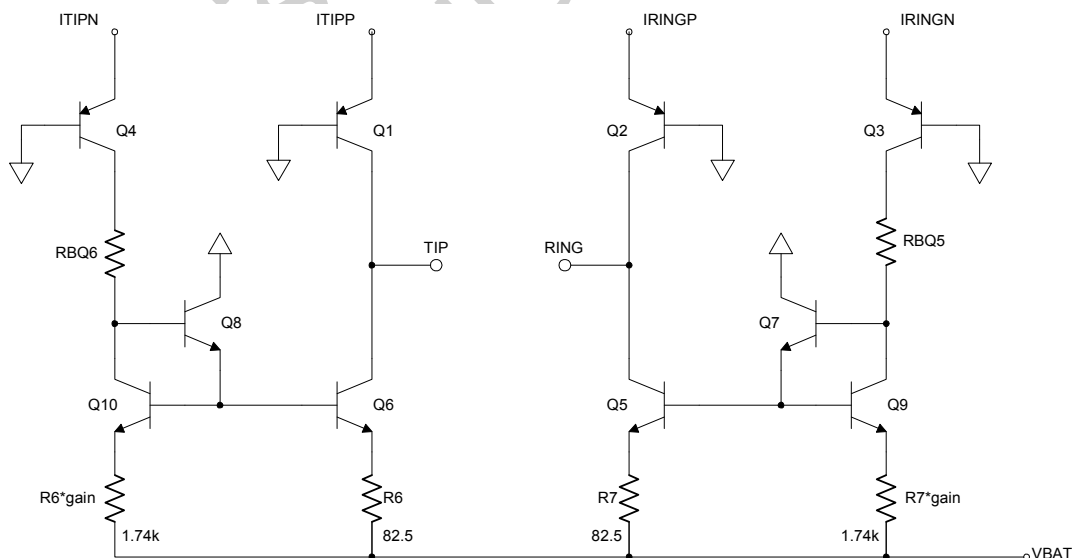 ITIPN
ITIPP
IRINGP
IRINGN
Q4
Q1
Q2
Q3
RBQ6
TIP
RING
RBQ5
Q8
Q7
Q10
Q6
Q5
Q9
R6*gain
R6
R7
R7*gain
1.74k
82.5
82.5
1.74k
VBAT